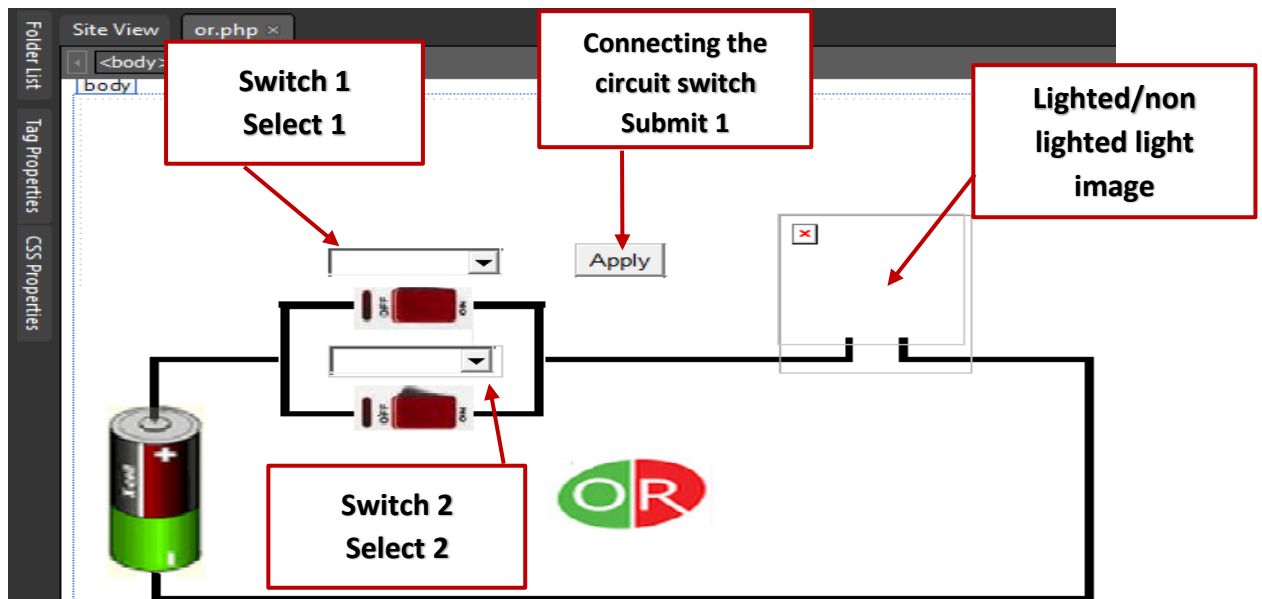 Folder List
Tag Properties
CSS Properties
Site View
or.php ×
<body>
body
Switch 1
Select 1
Connecting the
circuit switch
Submit 1
Lighted/non
lighted light
image
Apply
OFF
ON
OFF
ON
X cell
+
Switch 2
Select 2
OR